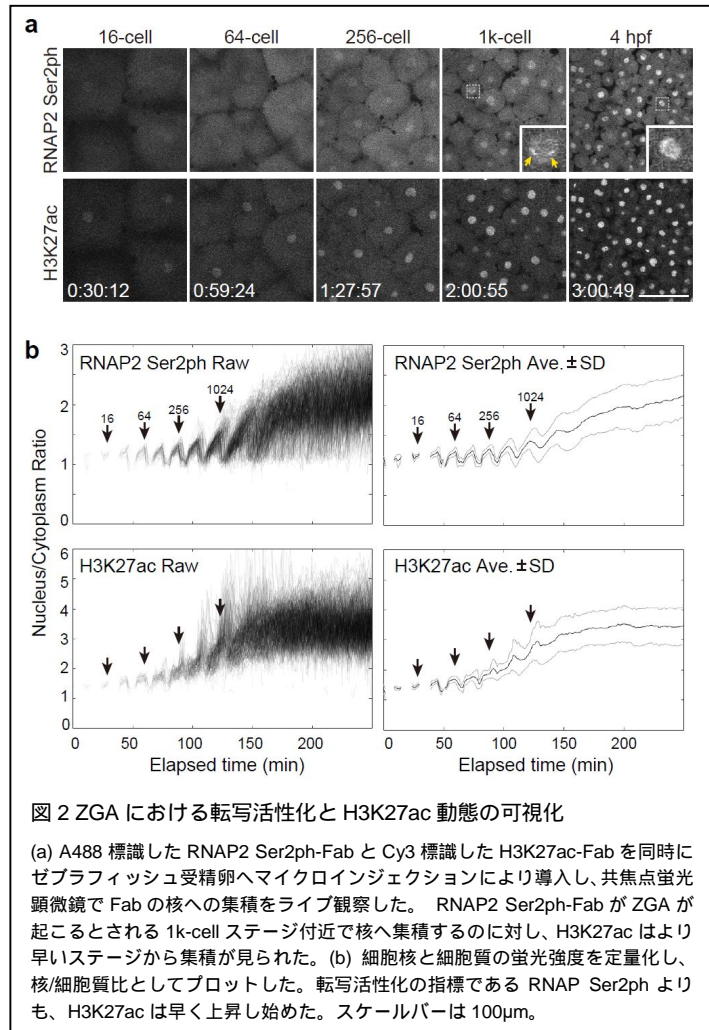 a
16-cell 64-cell 256-cell 1k-cell 4 hpf
RNAP2 Ser2ph
H3K27ac
0:30:12 0:59:24 1:27:57 2:00:55 3:00:49
b
RNAP2 Ser2ph Raw
RNAP2 Ser2ph Ave.±SD
3
2
1
0
16 64 256 1024
16 64 256 1024
Nucleus/Cytoplasm Ratio
H3K27ac Raw
H3K27ac Ave.±SD
6
5
4
3
2
1
0
0 50 100 150 200
0 50 100 150 200
Elapsed time (min)
Elapsed time (min)
図 2 ZGA における転写活性化と H3K27ac 動態の可視化
(a) A488 標識した RNAP2 Ser2ph-Fab と Cy3 標識した H3K27ac-Fab を同時に
ゼブラフィッシュ受精卵へマイクロインジェクションにより導入し、共焦点蛍光
顕微鏡で Fab の核への集積をライブ観察した。 RNAP2 Ser2ph-Fab が ZGA が
起こるとされる 1k-cell ステージ付近で核へ集積するのに対し、H3K27ac はより
早いステージから集積が見られた。(b) 細胞核と細胞質の蛍光強度を定量化し、
核/細胞質比としてプロットした。転写活性化の指標である RNAP Ser2ph より
も、H3K27ac は早く上昇し始めた。スケールバーは 100μm。